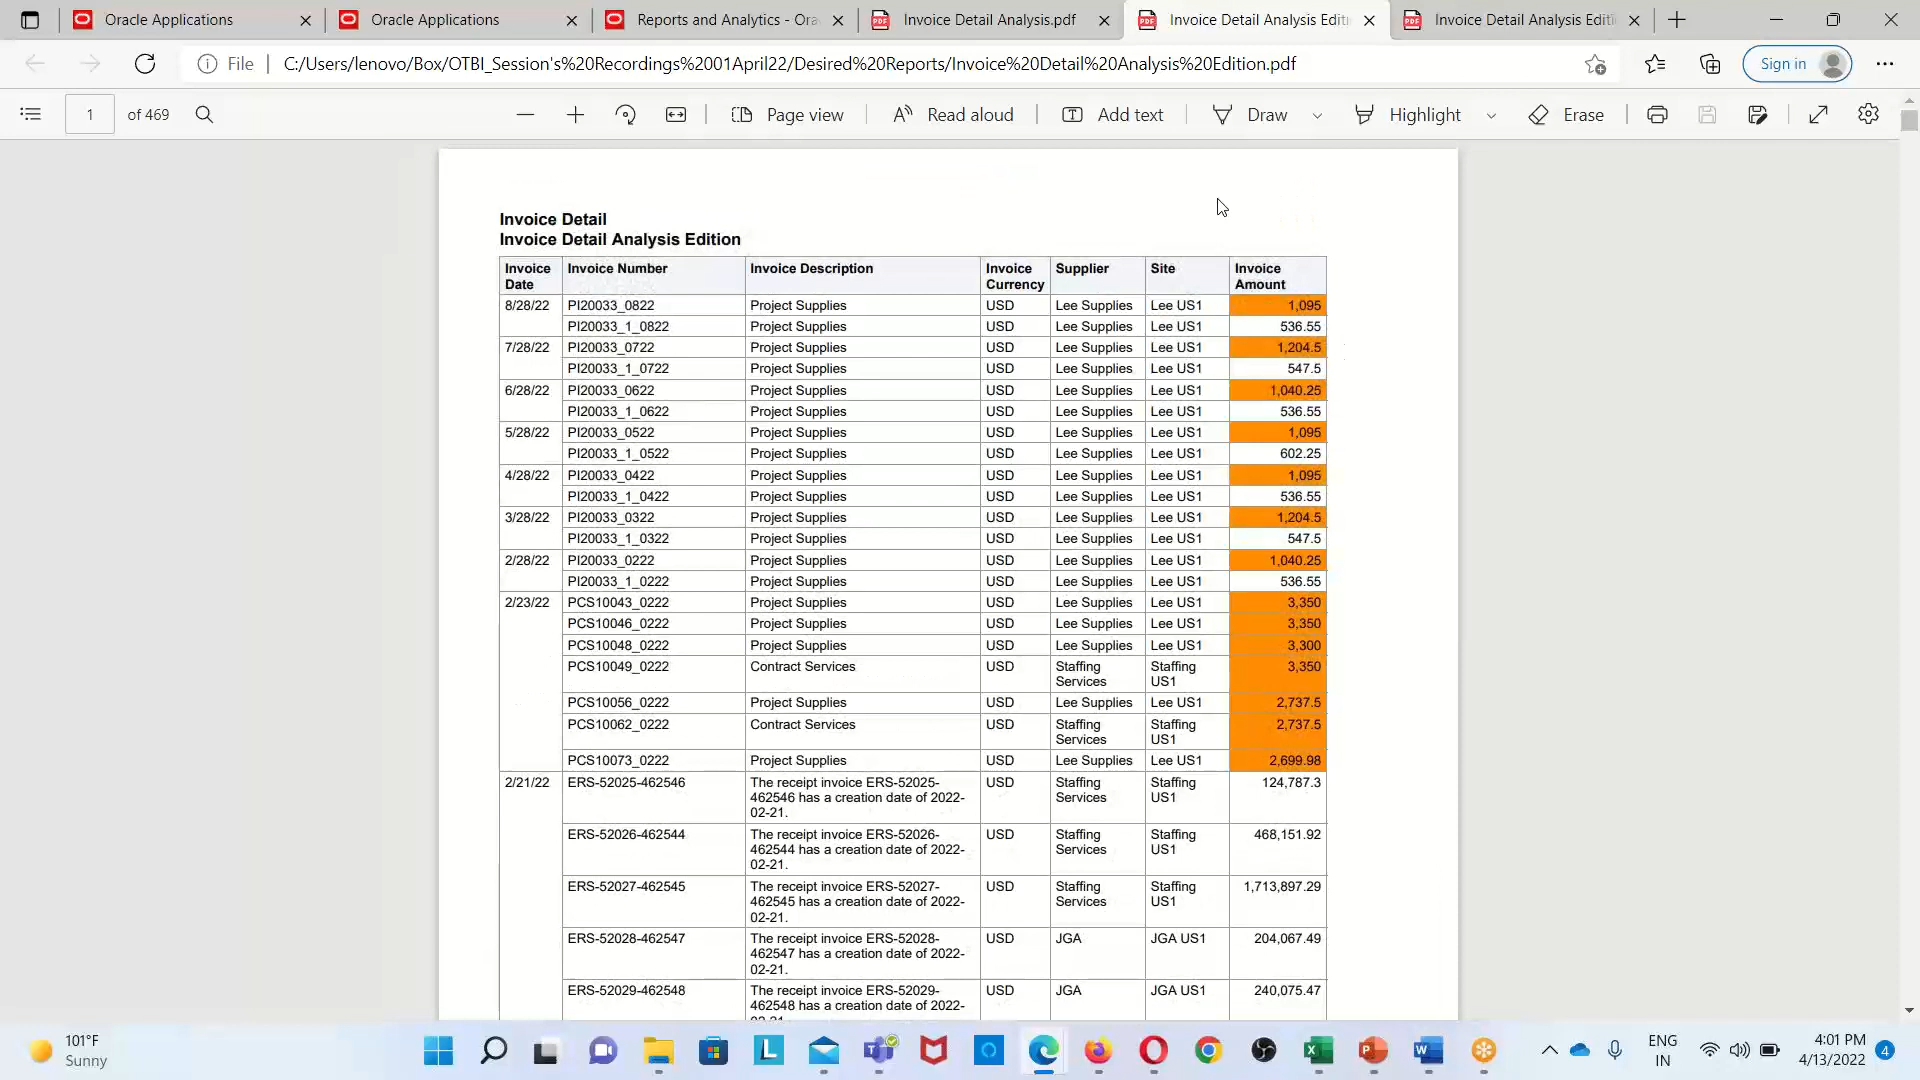 Oracle Applications
Oracle Applications
Reports and Analytics - Ora
Invoice Detail Analysis.pdf
Invoice Detail Analysis Editi
Invoice Detail Analysis Editi
File
C:/Users/lenovo/Box/OTBI_Session's%20Recordings%2001April22/Desired%20Reports/Invoice%20Detail%20Analysis%20Edition.pdf
Sign in
1 of 469
Page view
Read aloud
Add text
Draw
Highlight
Erase
Invoice Detail
Invoice Detail Analysis Edition
Invoice Date Invoice Number Invoice Description Invoice Currency Supplier Site Invoice Amount
8/28/22 PI20033_0822 Project Supplies USD Lee Supplies Lee US1 1,095
PI20033_1_0822 Project Supplies USD Lee Supplies Lee US1 536.55
7/28/22 PI20033_0722 Project Supplies USD Lee Supplies Lee US1 1,204.5
PI20033_1_0722 Project Supplies USD Lee Supplies Lee US1 547.5
6/28/22 PI20033_0622 Project Supplies USD Lee Supplies Lee US1 1,040.25
PI20033_1_0622 Project Supplies USD Lee Supplies Lee US1 536.55
5/28/22 PI20033_0522 Project Supplies USD Lee Supplies Lee US1 1,095
PI20033_1_0522 Project Supplies USD Lee Supplies Lee US1 602.25
4/28/22 PI20033_0422 Project Supplies USD Lee Supplies Lee US1 1,095
PI20033_1_0422 Project Supplies USD Lee Supplies Lee US1 536.55
3/28/22 PI20033_0322 Project Supplies USD Lee Supplies Lee US1 1,204.5
PI20033_1_0322 Project Supplies USD Lee Supplies Lee US1 547.5
2/28/22 PI20033_0222 Project Supplies USD Lee Supplies Lee US1 1,040.25
PI20033_1_0222 Project Supplies USD Lee Supplies Lee US1 536.55
2/23/22 PCS10043_0222 Project Supplies USD Lee Supplies Lee US1 3,350
PCS10046_0222 Project Supplies USD Lee Supplies Lee US1 3,350
PCS10048_0222 Project Supplies USD Lee Supplies Lee US1 3,300
PCS10049_0222 Contract Services USD Staffing Services Staffing US1 3,350
PCS10056_0222 Project Supplies USD Lee Supplies Lee US1 2,737.5
PCS10062_0222 Contract Services USD Staffing Services Staffing US1 2,737.5
PCS10073_0222 Project Supplies USD Lee Supplies Lee US1 2,699.98
2/21/22 ERS-52025-462546 The receipt invoice ERS-52025-462546 has a creation date of 2022-02-21. USD Staffing Services Staffing US1 124,787.3
ERS-52026-462544 The receipt invoice ERS-52026-462544 has a creation date of 2022-02-21. USD Staffing Services Staffing US1 468,151.92
ERS-52027-462545 The receipt invoice ERS-52027-462545 has a creation date of 2022-02-21. USD Staffing Services Staffing US1 1,713,897.29
ERS-52028-462547 The receipt invoice ERS-52028-462547 has a creation date of 2022-02-21. USD JGA JGA US1 204,067.49
ERS-52029-462548 The receipt invoice ERS-52029-462548 has a creation date of 2022- USD JGA JGA US1 240,075.47
101°F
Sunny
ENG
IN
4:01 PM
4/13/2022
4